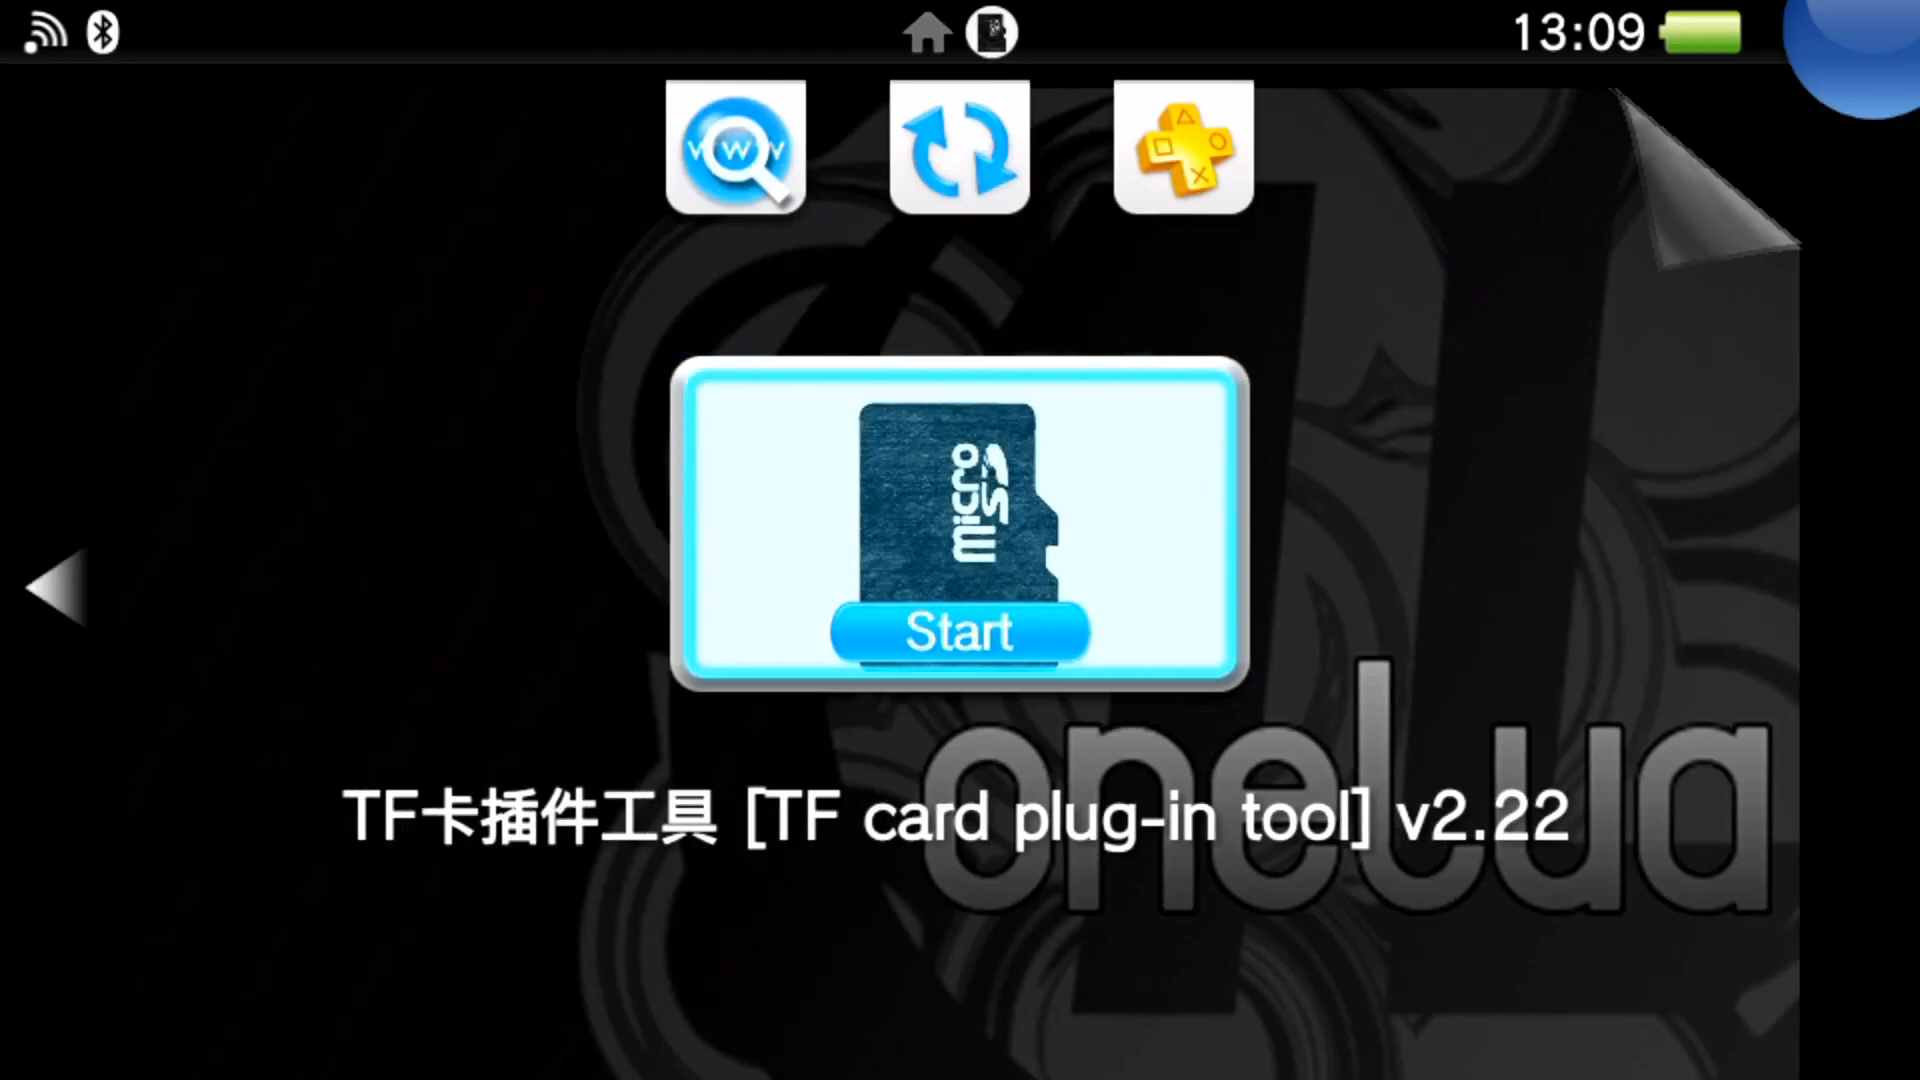 13:09
www
micro
SD
Start
TF卡插件工具 [TF card plug-in tool] v2.22
onelua